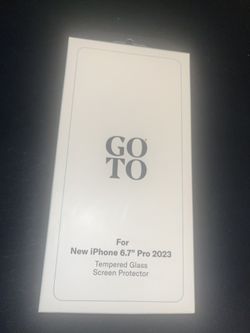 GO
TO
For
New iPhone 6.7" Pro 2023
Tempered Glass
Screen Protector